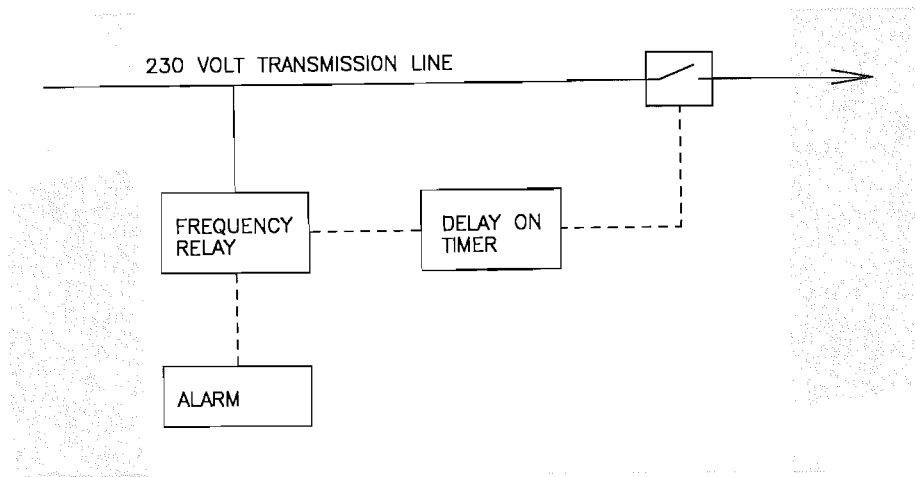 230 VOLT TRANSMISSION LINE
FREQUENCY
RELAY
DELAY ON
TIMER
ALARM